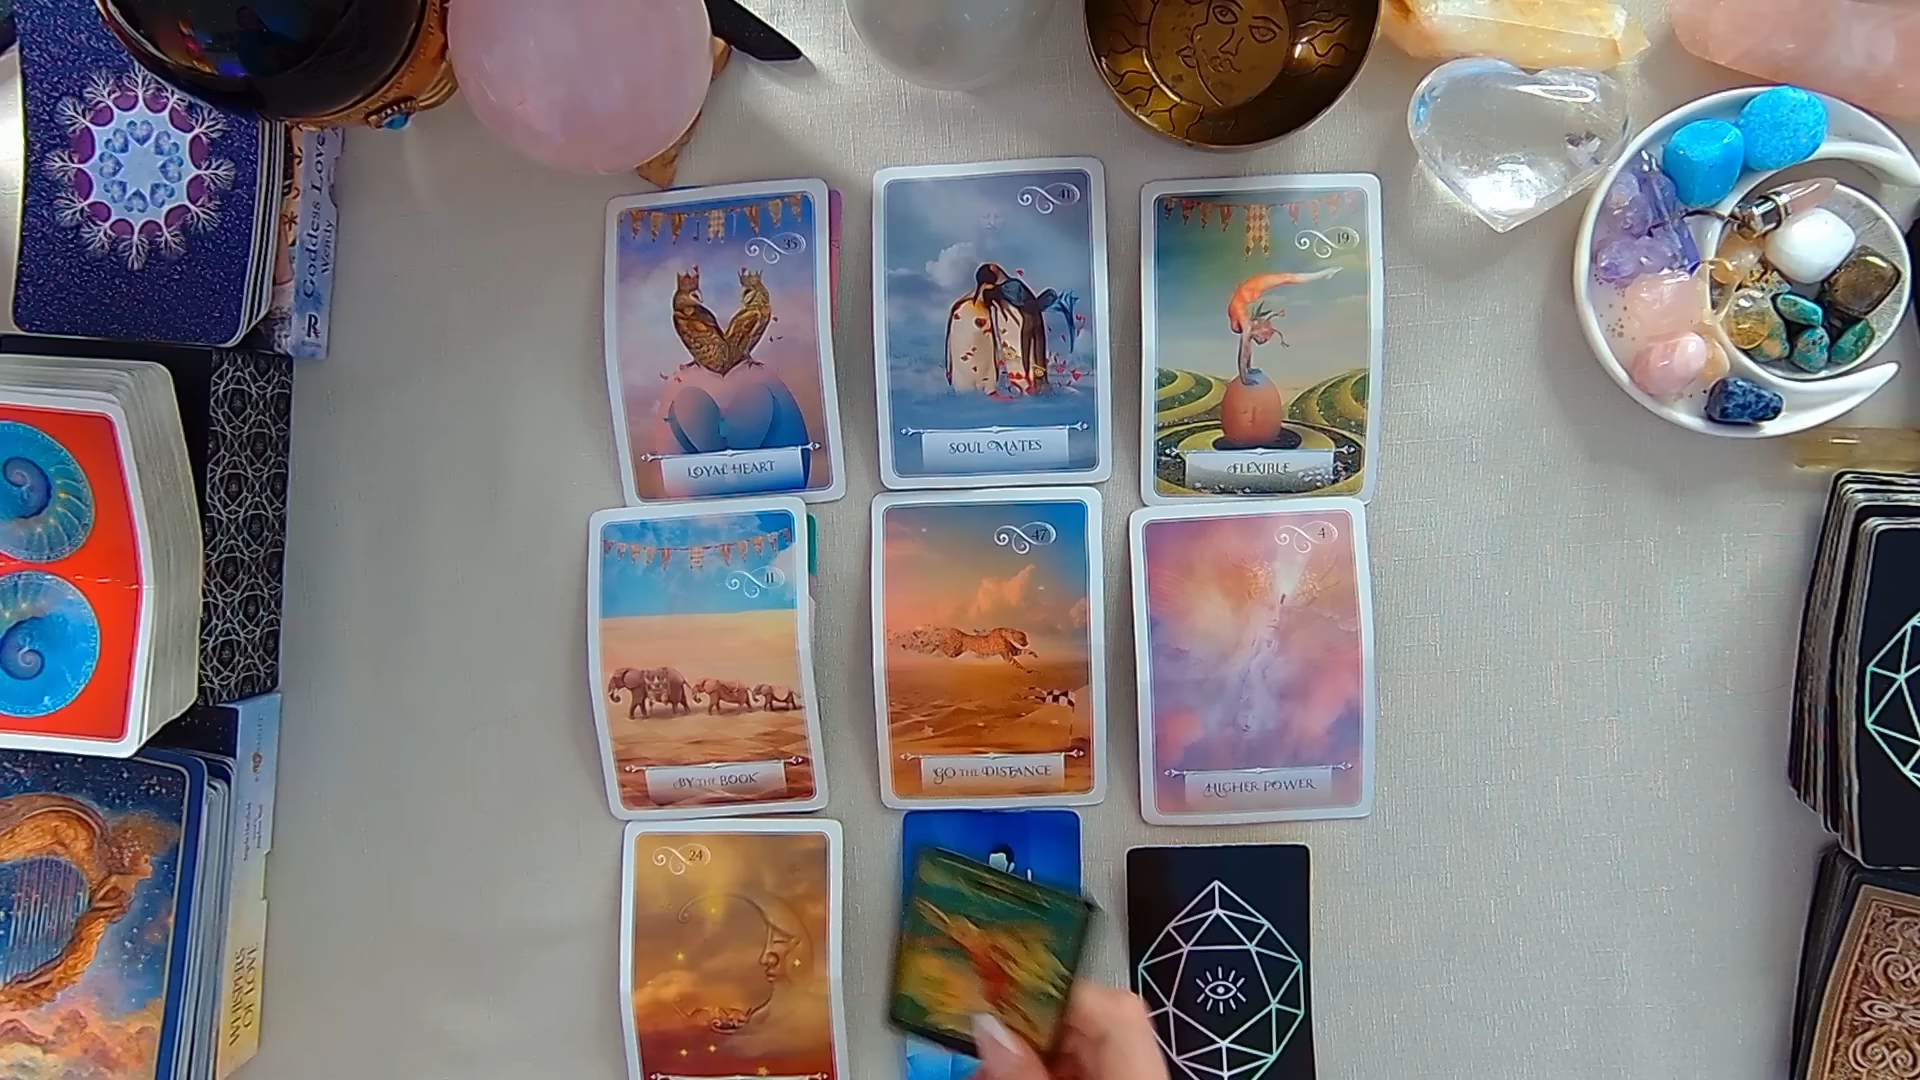 Goddess Love
Wendy
35
LOYAL HEART
41
SOUL MATES
19
FLEXIBLE
11
BY THE BOOK
47
GO THE DISTANCE
4
HIGHER POWER
24
WHISPERS
OF LOVE